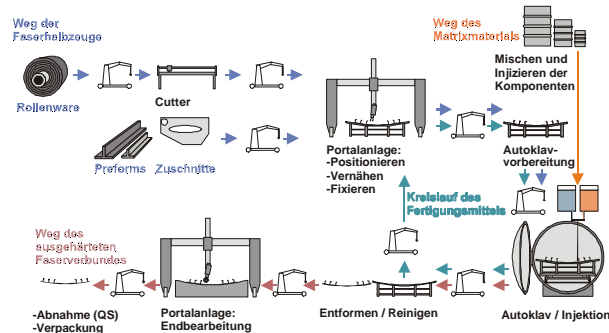 Weg der
Faserhalbzeuge
Weg des
Matrixmaterials
Mischen und
Injizieren der
Komponenten
Rollenware
Cutter
Preforms
Zuschnitte
Portalanlage:
-Positionieren
-Vernähen
-Fixieren
Autoklav-
vorbereitung
Kreislauf des
Fertigungsmittels
Weg des
ausgehärteten
Faserverbundes
-Abnahme (QS)
-Verpackung
Portalanlage:
Endbearbeitung
Entformen / Reinigen
Autoklav / Injektion